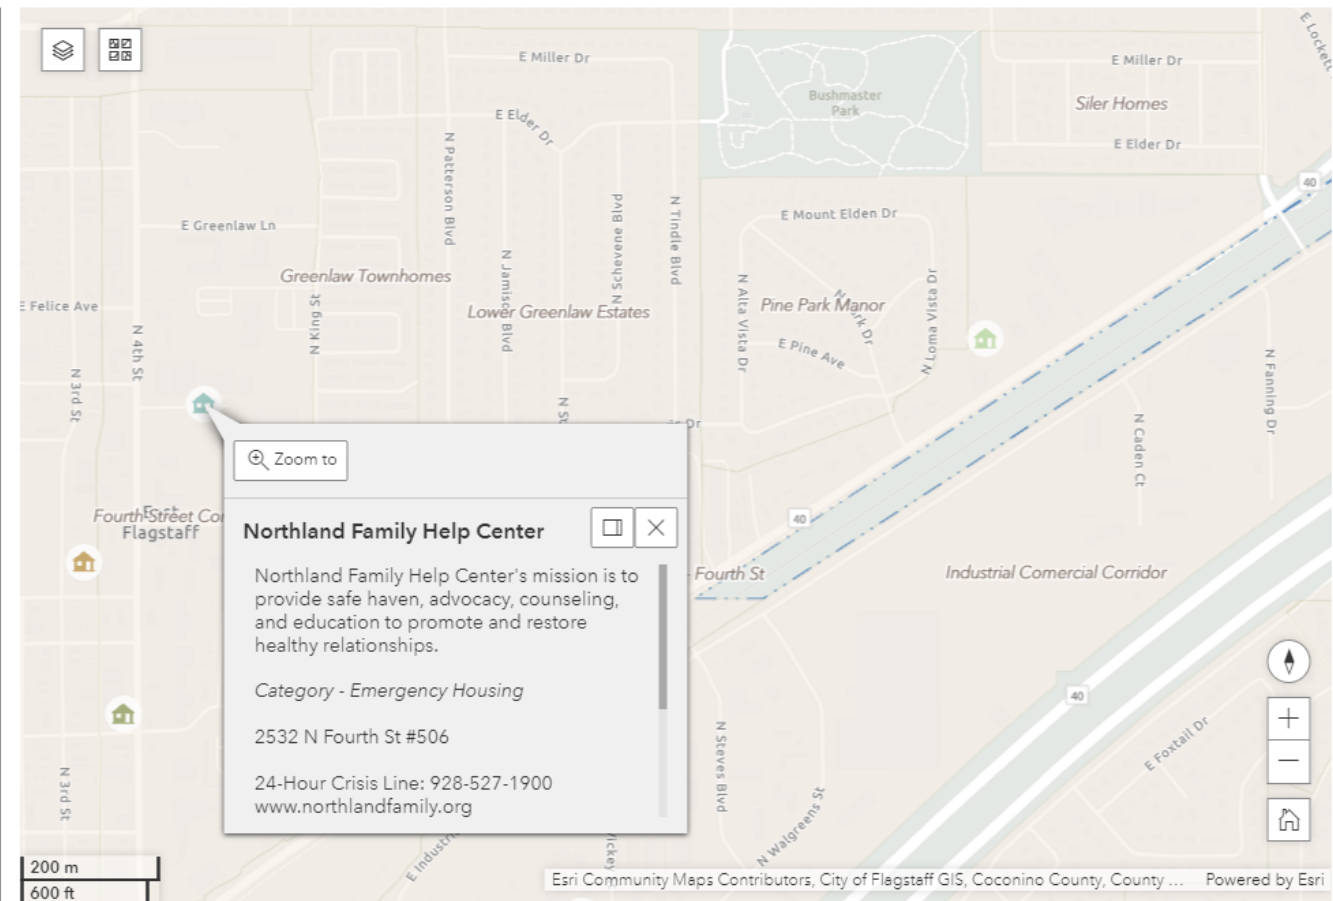 E Miller Dr
E Miller Dr
E Lockett
Bushmaster
Park
Siler Homes
E Elder Dr
E Elder Dr
N Patterson Blvd
40
N Schevene Blvd
N Tindle Blvd
E Mount Elden Dr
E Greenlaw Ln
Greenlaw Townhomes
N Jamison Blvd
N Alta Vista Dr
Pine Park Manor
N Loma Vista Dr
E Felice Ave
N King St
Lower Greenlaw Estates
N 4th St
E Pine Ave
N Fanning Dr
N 3rd St
N Caden Ct
Zoom to
Fourth Street Cor
East
Flagstaff
40
Northland Family Help Center
Northland Family Help Center's mission is to
provide safe haven, advocacy, counseling,
and education to promote and restore
healthy relationships.
Category - Emergency Housing
2532 N Fourth St #506
24-Hour Crisis Line: 928-527-1900
www.northlandfamily.org
Fourth St
Industrial Comercial Corridor
40
N Steves Blvd
E Foxtail Dr
N 3rd St
N Walgreens St
200 m
600 ft
Esri Community Maps Contributors, City of Flagstaff GIS, Coconino County, County ...
Powered by Esri